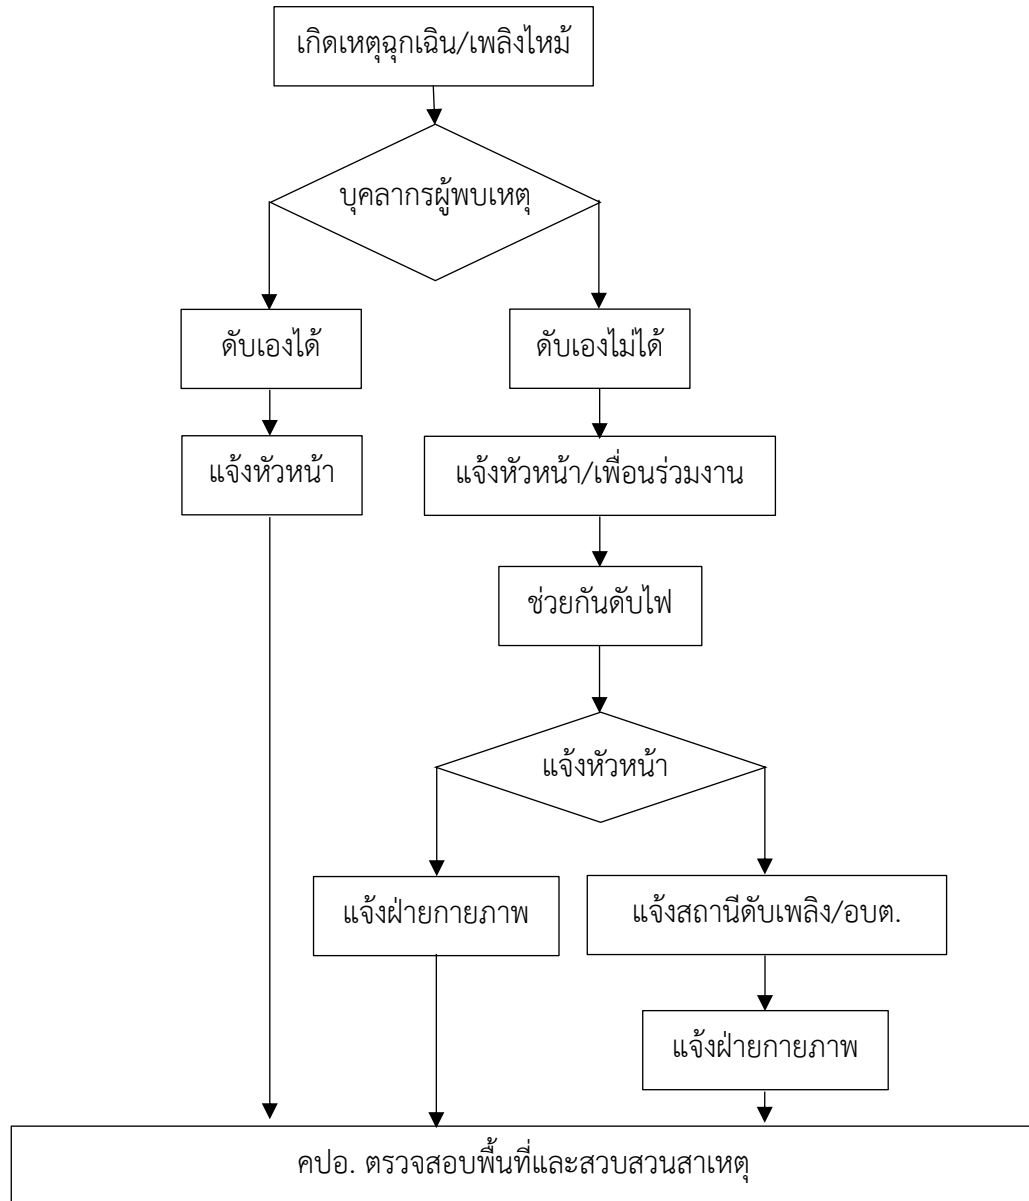 เกิดเหตุฉุกเฉิน/เพลิงไหม้
บุคลากรผู้พบเหตุ
ดับเองได้
ดับเองไม่ได้
แจ้งหัวหน้า
แจ้งหัวหน้า/เพื่อนร่วมงาน
ช่วยกันดับไฟ
แจ้งหัวหน้า
แจ้งฝ่ายกายภาพ
แจ้งสถานีดับเพลิง/อบต.
แจ้งฝ่ายกายภาพ
คปอ. ตรวจสอบพื้นที่และสวบสวนสาเหตุ